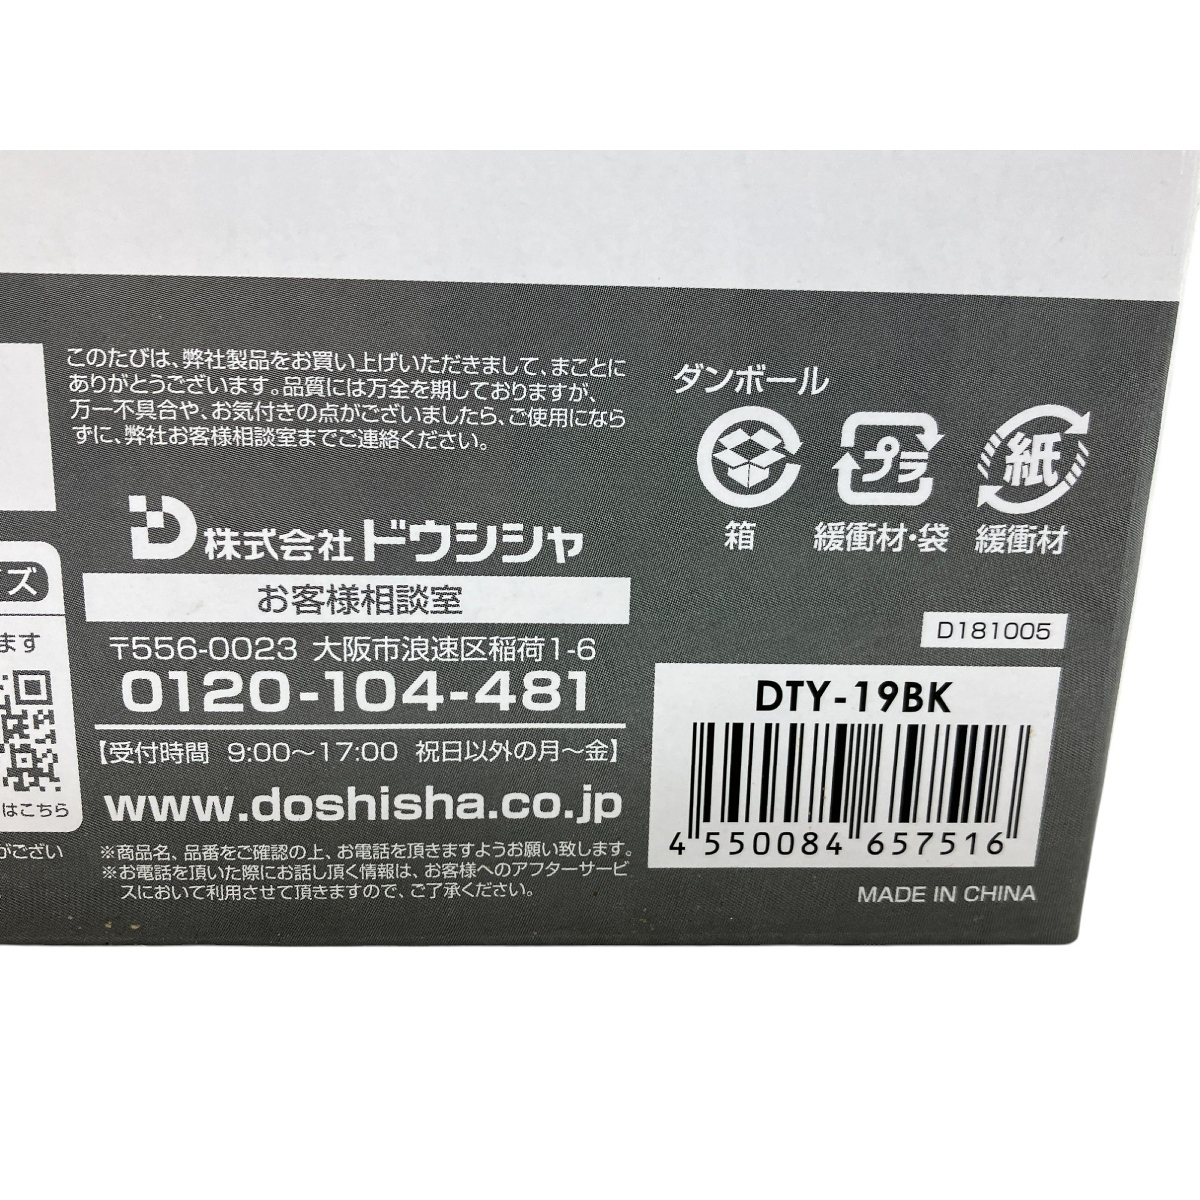 このたびは、弊社製品をお買い上げいただきまして、まことに
ありがとうございます。品質には万全を期しておりますが、
万一不具合や、お気付きの点がございましたら、ご使用になら
ずに、弊社お客様相談室までご連絡ください。
株式会社ドウシシャ
お客様相談室
〒556-0023 大阪市浪速区稲荷1-6
0120-104-481
【受付時間 9:00〜17:00 祝日以外の月〜金】
www.doshisha.co.jp
※商品名、品番をご確認の上、お電話を頂きますようお願い致します。
※お電話を頂いた際にお話し頂く情報は、お客様へのアフターサービ
スにおいて利用させて頂きますので、ご了承ください。
イズ
ます
はこちら
がござい
ダンボール
プラ
紙
箱
緩衝材・袋
緩衝材
D181005
DTY-19BK
4 550084 657516
MADE IN CHINA